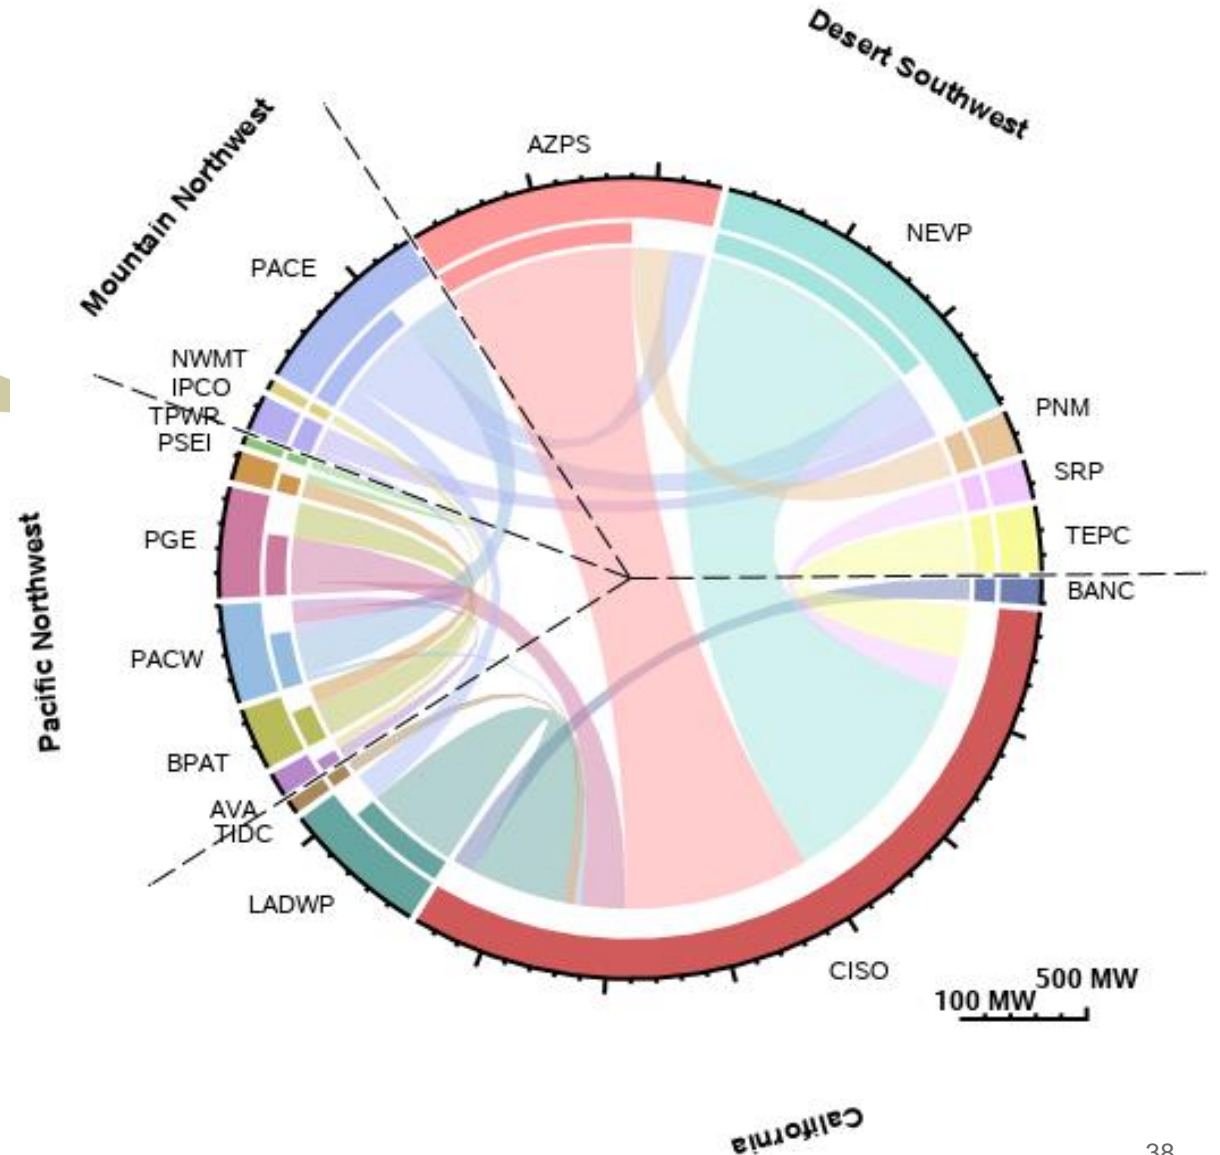 Desert Southwest
Mountain Northwest
AZPS
NEVP
PACE
NWMT
IPCO
TPWR
PSEI
PNM
SRP
TEPC
PGE
BANC
Pacific Northwest
PACW
BPAT
AVA
TIDC
LADWP
CISO
500 MW
100 MW
California
38